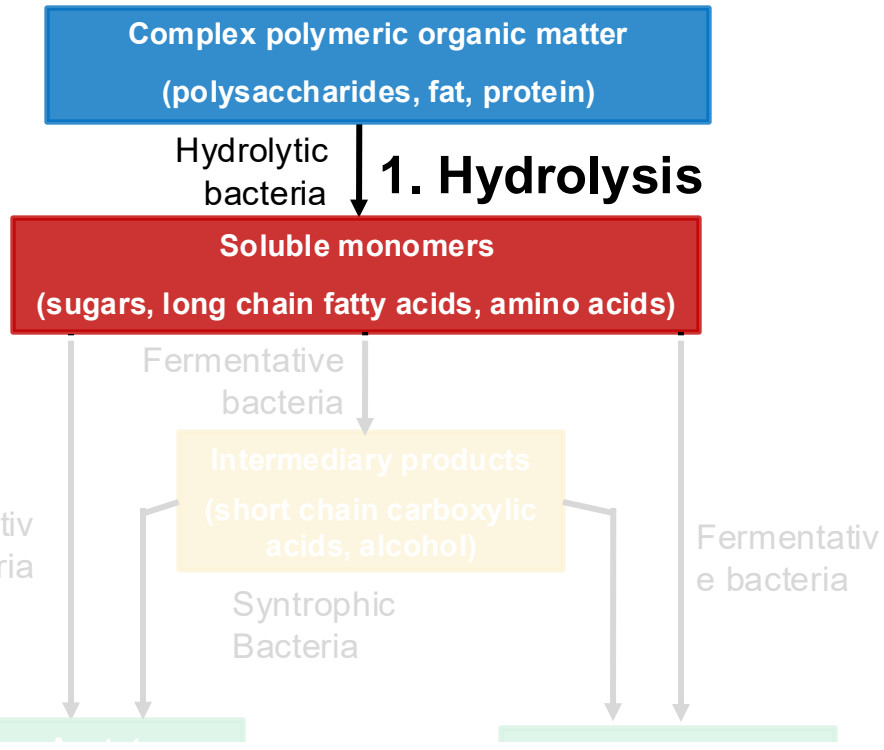 Complex polymeric organic matter
(polysaccharides, fat, protein)
Hydrolytic
bacteria
1. Hydrolysis
Soluble monomers
(sugars, long chain fatty acids, amino acids)
Fermentative
bacteria
Intermediary products
(short chain carboxylic
acids, alcohol)
Fermentativ
e bacteria
Syntrophic
Bacteria